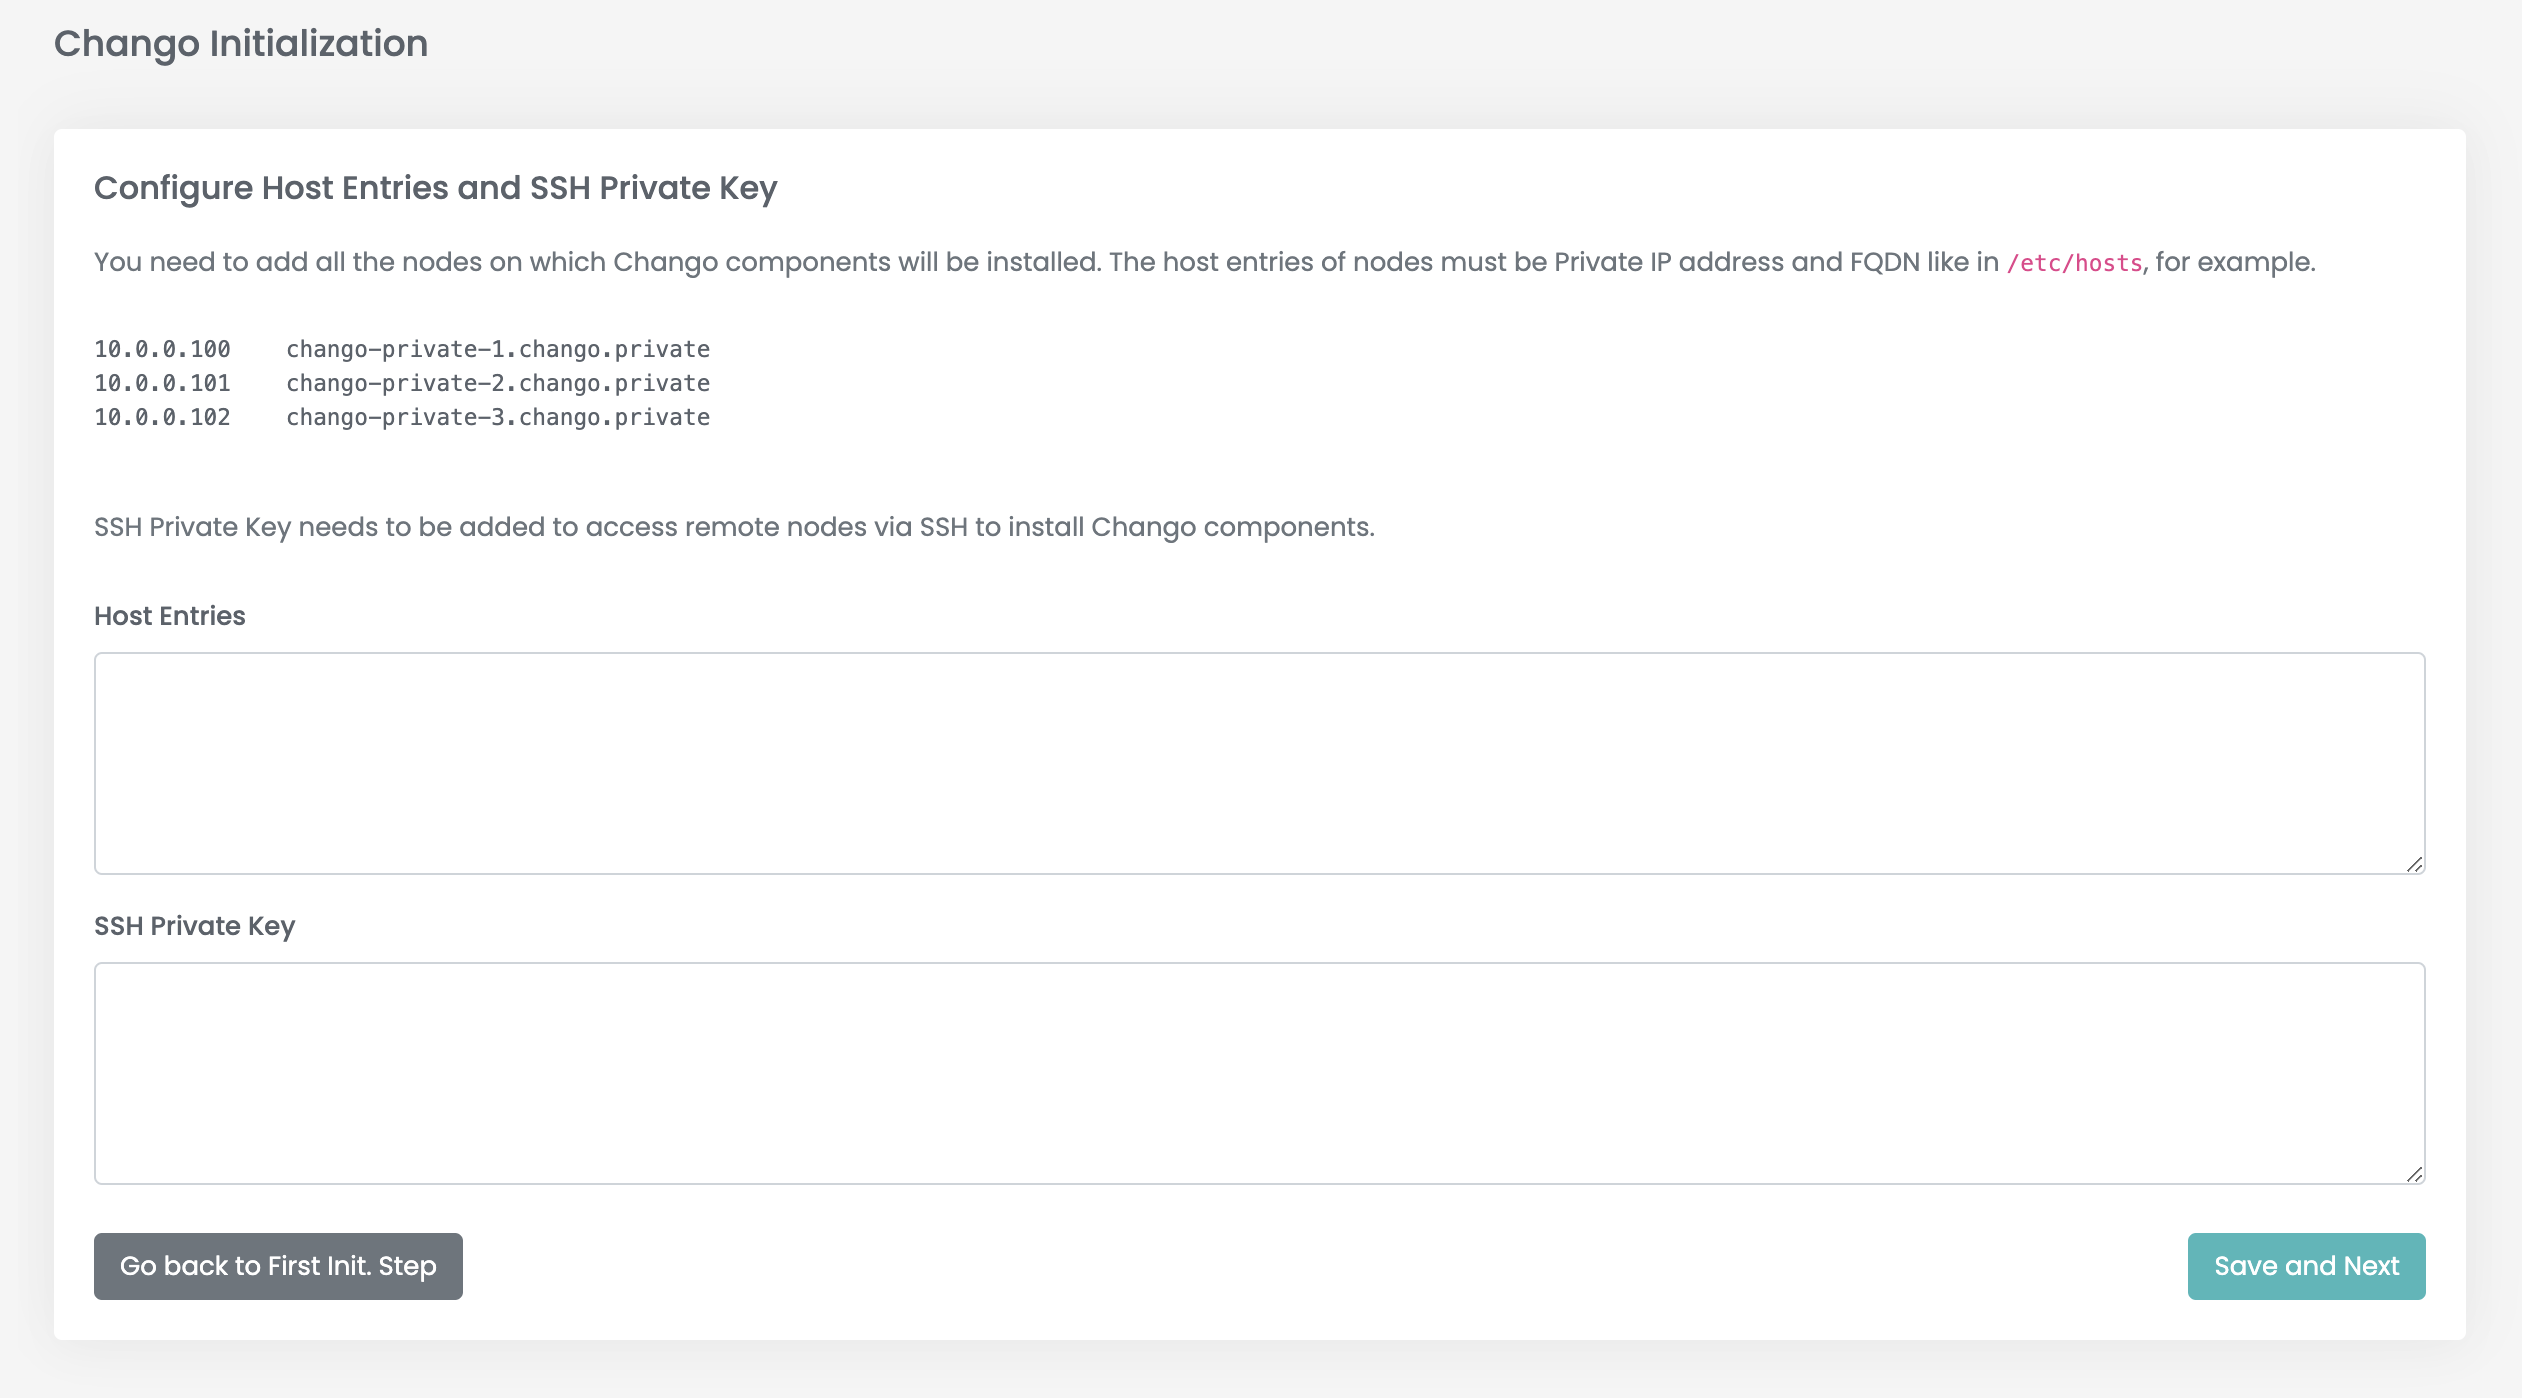 Chango Initialization
Configure Host Entries and SSH Private Key
You need to add all the nodes on which Chango components will be installed. The host entries of nodes must be Private IP address and FQDN like in /etc/hosts, for example.
10.0.0.100    chango-private-1.chango.private
10.0.0.101    chango-private-2.chango.private
10.0.0.102    chango-private-3.chango.private
SSH Private Key needs to be added to access remote nodes via SSH to install Chango components.
Host Entries
SSH Private Key
Go back to First Init. Step
Save and Next